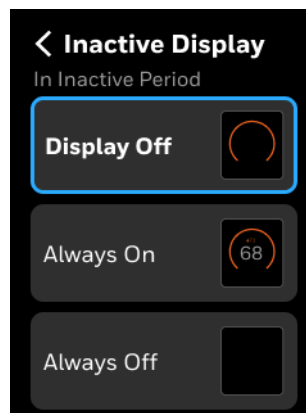 Inactive Display
In Inactive Period
Display Off
Always On
68
Always Off